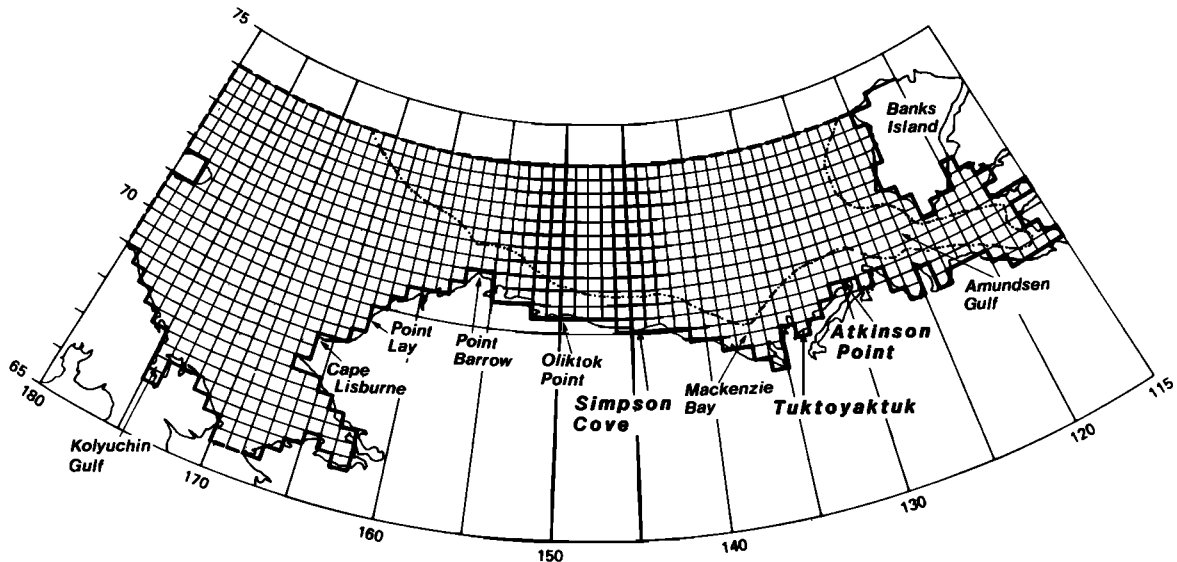 75
Banks
Island
70
Amundsen
Gulf
Atkinson
Point
Point
Lay
Point
Barrow
Oliktok
Point
Cape
Lisburne
Mackenzie
Bay
Simpson
Cove
Tuktoyaktuk
65
180
115
Kolyuchin
Gulf
120
170
130
160
140
150